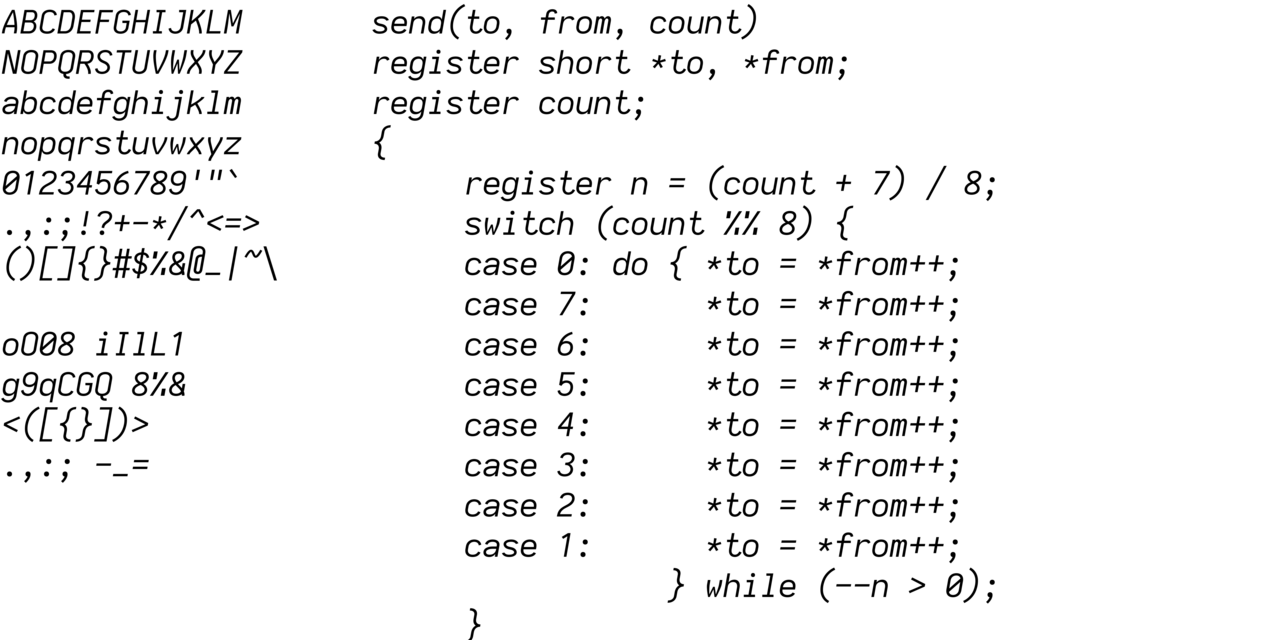 ABCDEFGHIJKLM
NOPQRSTUVWXYZ
abcdefghijklm
nopqrstuvwxyz
0123456789'"`
.,:;!?+-*/^<=>
()[]{}#$%&@_|~\
oO08 iIlL1
g9qCGQ 8%&
<([{}])>
.,:; -_=
send(to, from, count)
register short *to, *from;
register count;
{
     register n = (count + 7) / 8;
     switch (count %% 8) {
     case 0: do { *to = *from++;
     case 7:      *to = *from++;
     case 6:      *to = *from++;
     case 5:      *to = *from++;
     case 4:      *to = *from++;
     case 3:      *to = *from++;
     case 2:      *to = *from++;
     case 1:      *to = *from++;
                } while (--n > 0);
     }